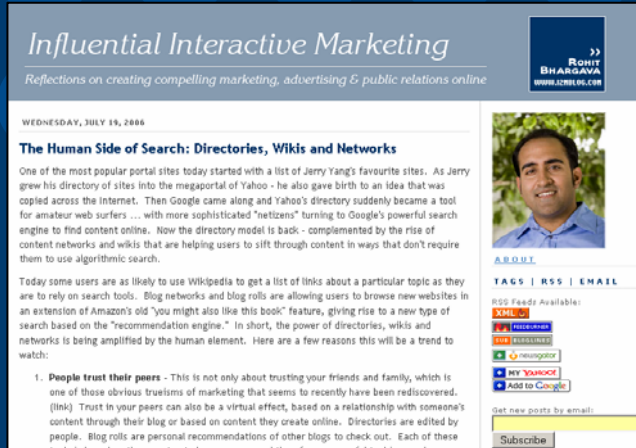 Influential Interactive Marketing
Reflections on creating compelling marketing, advertising & public relations online
>>
ROHIT
BHARGAVA
WWW.I2MBLOG.COM
WEDNESDAY, JULY 19, 2006
The Human Side of Search: Directories, Wikis and Networks
One of the most popular portal sites today started with a list of Jerry Yang's favourite sites. As Jerry
grew his directory of sites into the megaportal of Yahoo - he also gave birth to an idea that was
copied across the internet. Then Google came along and Yahoo's directory suddenly became a tool
for amateur web surfers ... with more sophisticated "netizens" turning to Google's powerful search
engine to find content online. Now the directory model is back - complemented by the rise of
content networks and wikis that are helping users to sift through content in ways that don't require
them to use algorithmic search.
Today some users are as likely to use Wikipedia to get a list of links about a particular topic as they
are to rely on search tools. Blog networks and blog rolls are allowing users to browse new websites in
an extension of Amazon's old "you might also like this book" feature, giving rise to a new type of
search based on the "recommendation engine." In short, the power of directories, wikis and
networks is being amplified by the human element. Here are a few reasons this will be a trend to
watch:
1. People trust their peers - This is not only about trusting your friends and family, which is
one of those obvious trueisms of marketing that seems to recently have been rediscovered.
(link) Trust in your peers can also be a virtual effect, based on a relationship with someone's
content through their blog or based on content they create online. Directories are edited by
people. Blog rolls are personal recommendations of other blogs to check out. Each of these
ABOUT
TAGS | RSS | EMAIL
RSS Feeds Available:
XML
FEEDBURNER
SUB BLOGLINES
newsgator
MY YAHOO!
Add to Google
Get new posts by email:
Subscribe